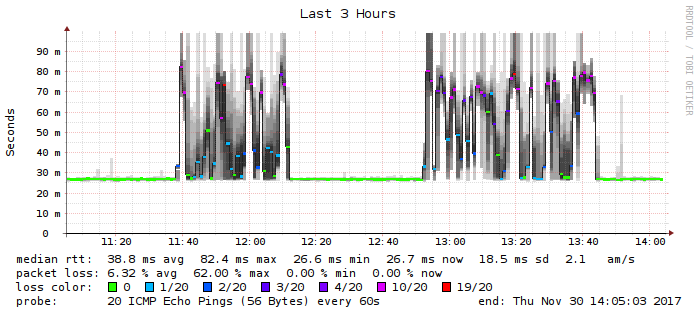 Last 3 Hours
RRDTOOL / TOBI OETIKER
Seconds
90 m
80 m
70 m
60 m
50 m
40 m
30 m
20 m
10 m
0
11:20 11:40 12:00 12:20 12:40 13:00 13:20 13:40 14:00
median rtt: 38.8 ms avg 82.4 ms max 26.6 ms min 26.7 ms now 18.5 ms sd 2.1 am/s
packet loss: 6.32 % avg 62.00 % max 0.00 % min 0.00 % now
loss color: 0 1/20 2/20 3/20 4/20 10/20 19/20
probe: 20 ICMP Echo Pings (56 Bytes) every 60s end: Thu Nov 30 14:05:03 2017